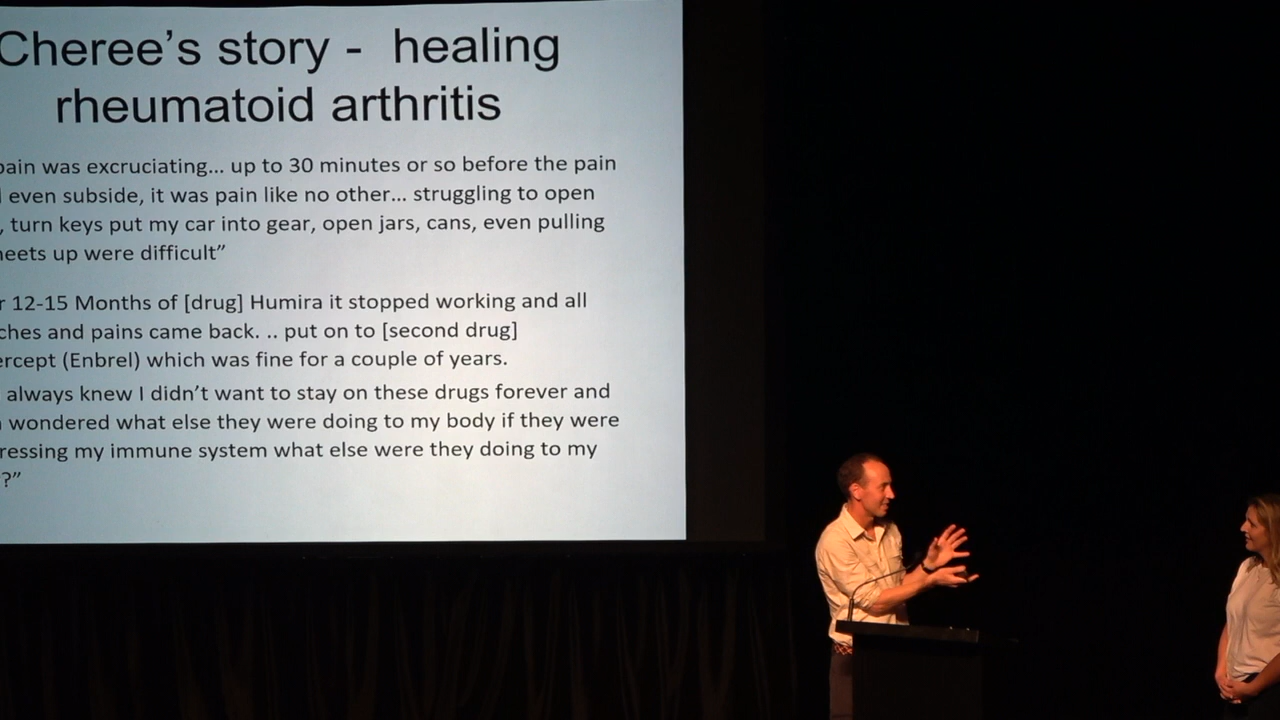 Cheree’s story -  healing
rheumatoid arthritis
pain was excruciating... up to 30 minutes or so before the pain
even subside, it was pain like no other... struggling to open
, turn keys put my car into gear, open jars, cans, even pulling
heets up were difficult”
r 12-15 Months of [drug] Humira it stopped working and all
ches and pains came back. .. put on to [second drug]
ercept (Enbrel) which was fine for a couple of years.
always knew I didn’t want to stay on these drugs forever and
wondered what else they were doing to my body if they were
ressing my immune system what else were they doing to my
?”